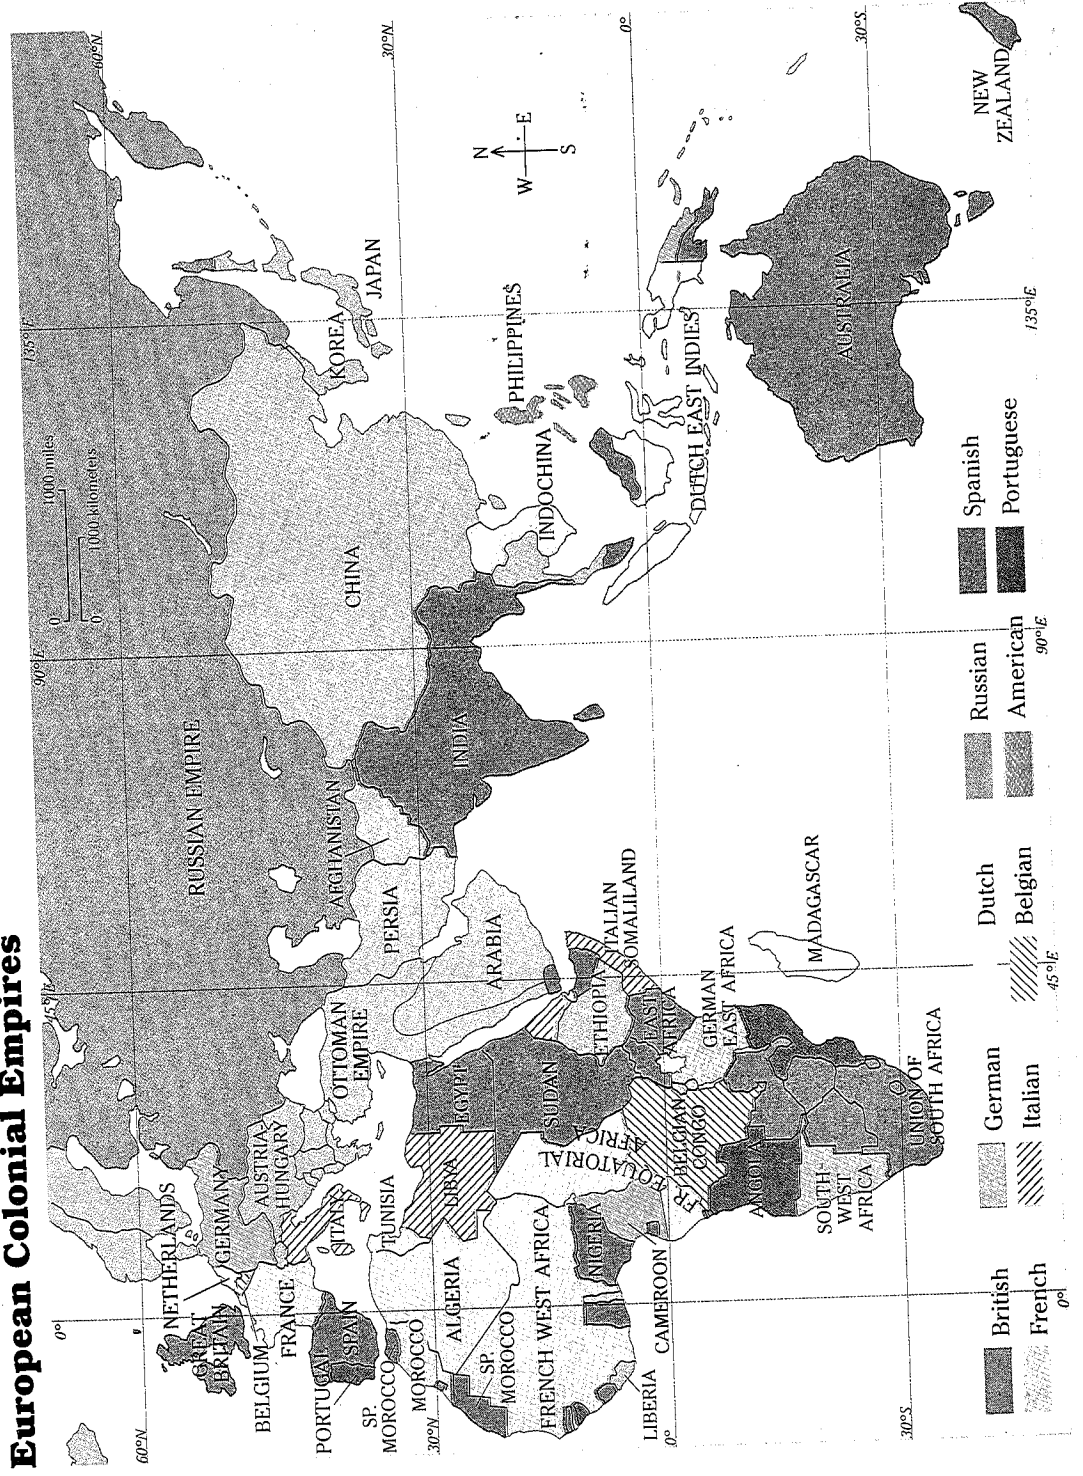 European Colonial Empires
0°
45°E
90°E
135°E
60°N
60°N
0 1000 miles
0 1000 kilometers
RUSSIAN EMPIRE
NETHERLANDS
GREAT
BRITAIN
GERMANY
AUSTRIA-
HUNGARY
BELGIUM
FRANCE
PORTUGAL
SPAIN
ITALY
OTTOMAN
EMPIRE
PERSIA
AFGHANISTAN
CHINA
KOREA
JAPAN
30°N
30°N
SP.
MOROCCO
MOROCCO
TUNISIA
ALGERIA
LIBYA
EGYPT
ARABIA
INDIA
SP.
MOROCCO
FRENCH WEST AFRICA
FR. EQUATORIAL
AFRICA
NIGERIA
SUDAN
ETHIOPIA
ITALIAN
SOMALILAND
INDOCHINA
PHILIPPINES
N
W E
S
LIBERIA
CAMEROON
BELGIAN
CONGO
EAST
AFRICA
GERMAN
EAST AFRICA
DUTCH EAST INDIES
0°
0°
ANGOLA
SOUTH-
WEST
AFRICA
MADAGASCAR
AUSTRALIA
UNION OF
SOUTH AFRICA
NEW
ZEALAND
30°S
30°S
0°
45°E
90°E
135°E
British
French
German
Italian
Dutch
Belgian
Russian
American
Spanish
Portuguese